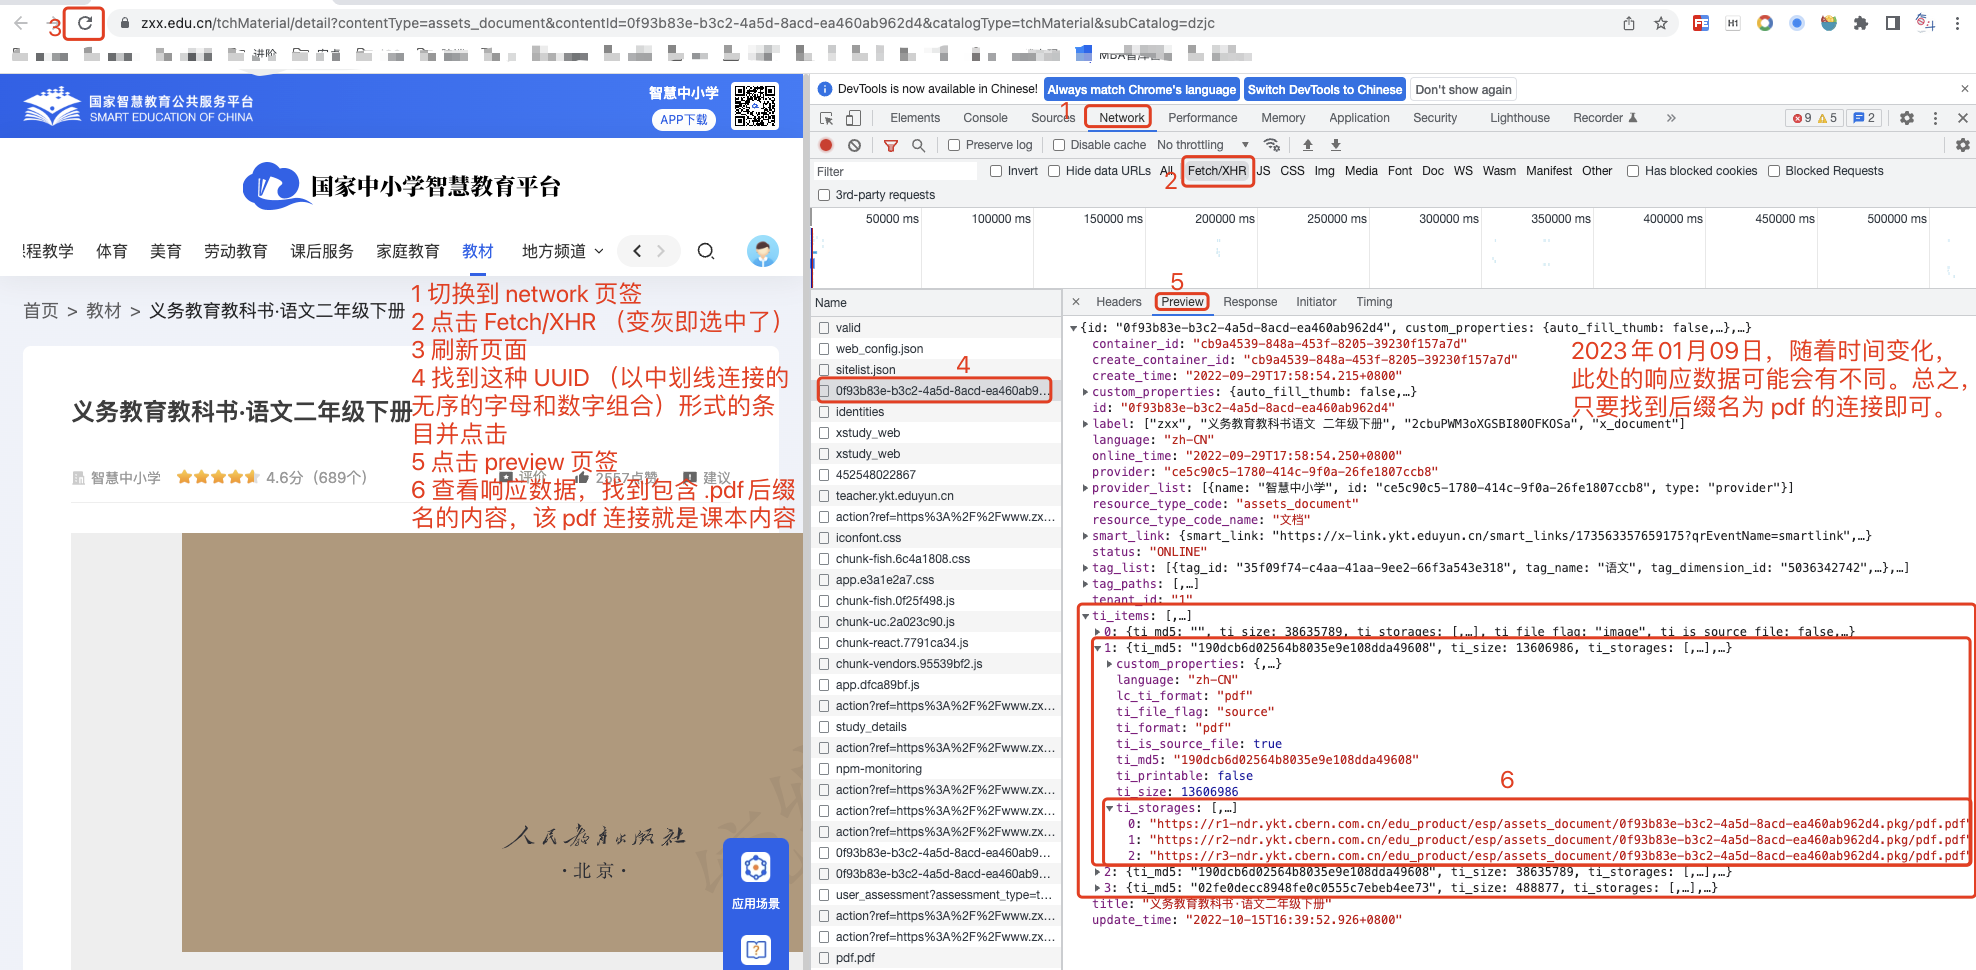 3
zxx.edu.cn/tchMaterial/detail?contentType=assets_document&contentId=0f93b83e-b3c2-4a5d-8acd-ea460ab962d4&catalogType=tchMaterial&subCatalog=dzjc
国家智慧教育公共服务平台
SMART EDUCATION OF CHINA
智慧中小学
APP下载
国家中小学智慧教育平台
程教学 体育 美育 劳动教育 课后服务 家庭教育 教材 地方频道
首页 > 教材 > 义务教育教科书·语文二年级下册
1 切换到 network 页签
2 点击 Fetch/XHR （变灰即选中了）
3 刷新页面
4 找到这种 UUID （以中划线连接的
无序的字母和数字组合）形式的条
目并点击
5 点击 preview 页签
6 查看响应数据，找到包含 .pdf 后缀
名的内容，该 pdf 连接就是课本内容
义务教育教科书·语文二年级下册
智慧中小学 4.6分（689个） 评价 2557点赞 建议
人民教育出版社
·北京·
应用场景
DevTools is now available in Chinese! Always match Chrome's language Switch DevTools to Chinese Don't show again
1
Elements Console Sources Network Performance Memory Application Security Lighthouse Recorder 9 5 2
Preserve log Disable cache No throttling
Filter Invert Hide data URLs All Fetch/XHR JS CSS Img Media Font Doc WS Wasm Manifest Other Has blocked cookies Blocked Requests
2
3rd-party requests
50000 ms 100000 ms 150000 ms 200000 ms 250000 ms 300000 ms 350000 ms 400000 ms 450000 ms 500000 ms
5
Name
valid
web_config.json
sitelist.json
4
0f93b83e-b3c2-4a5d-8acd-ea460ab9...
identities
xstudy_web
xstudy_web
452548022867
teacher.ykt.eduyun.cn
action?ref=https%3A%2F%2Fwww.zx...
iconfont.css
chunk-fish.6c4a1808.css
app.e3a1e2a7.css
chunk-fish.0f25f498.js
chunk-uc.2a023c90.js
chunk-react.7791ca34.js
chunk-vendors.95539bf2.js
app.dfca89bf.js
action?ref=https%3A%2F%2Fwww.zx...
study_details
action?ref=https%3A%2F%2Fwww.zx...
npm-monitoring
action?ref=https%3A%2F%2Fwww.zx...
action?ref=https%3A%2F%2Fwww.zx...
action?ref=https%3A%2F%2Fwww.zx...
0f93b83e-b3c2-4a5d-8acd-ea460ab9...
0f93b83e-b3c2-4a5d-8acd-ea460ab9...
user_assessment?assessment_type=t...
action?ref=https%3A%2F%2Fwww.zx...
action?ref=https%3A%2F%2Fwww.zx...
pdf.pdf
Headers Preview Response Initiator Timing
{id: "0f93b83e-b3c2-4a5d-8acd-ea460ab962d4", custom_properties: {auto_fill_thumb: false,…},…}
container_id: "cb9a4539-848a-453f-8205-39230f157a7d"
create_container_id: "cb9a4539-848a-453f-8205-39230f157a7d"
create_time: "2022-09-29T17:58:54.215+0800"
custom_properties: {auto_fill_thumb: false,…}
id: "0f93b83e-b3c2-4a5d-8acd-ea460ab962d4"
label: ["zxx", "义务教育教科书语文 二年级下册", "2cbuPWM3oXGSBI80OFKOSa", "x_document"]
language: "zh-CN"
online_time: "2022-09-29T17:58:54.250+0800"
provider: "ce5c90c5-1780-414c-9f0a-26fe1807ccb8"
provider_list: [{name: "智慧中小学", id: "ce5c90c5-1780-414c-9f0a-26fe1807ccb8", type: "provider"}]
resource_type_code: "assets_document"
resource_type_code_name: "文档"
smart_link: {smart_link: "https://x-link.ykt.eduyun.cn/smart_links/173563357659175?qrEventName=smartlink",…}
status: "ONLINE"
tag_list: [{tag_id: "35f09f74-c4aa-41aa-9ee2-66f3a543e318", tag_name: "语文", tag_dimension_id: "5036342742",…},…]
tag_paths: [,…]
tenant_id: "1"
ti_items: [,…]
0: {ti_md5: "", ti_size: 38635789, ti_storages: [,…], ti_file_flag: "image", ti_is_source_file: false,…}
1: {ti_md5: "190dcb6d02564b8035e9e108dda49608", ti_size: 13606986, ti_storages: [,…],…}
custom_properties: {,…}
language: "zh-CN"
lc_ti_format: "pdf"
ti_file_flag: "source"
ti_format: "pdf"
ti_is_source_file: true
ti_md5: "190dcb6d02564b8035e9e108dda49608"
ti_printable: false
ti_size: 13606986
6
ti_storages: [,…]
0: "https://r1-ndr.ykt.cbern.com.cn/edu_product/esp/assets_document/0f93b83e-b3c2-4a5d-8acd-ea460ab962d4.pkg/pdf.pdf"
1: "https://r2-ndr.ykt.cbern.com.cn/edu_product/esp/assets_document/0f93b83e-b3c2-4a5d-8acd-ea460ab962d4.pkg/pdf.pdf"
2: "https://r3-ndr.ykt.cbern.com.cn/edu_product/esp/assets_document/0f93b83e-b3c2-4a5d-8acd-ea460ab962d4.pkg/pdf.pdf"
2: {ti_md5: "190dcb6d02564b8035e9e108dda49608", ti_size: 38635789, ti_storages: [,…],…}
3: {ti_md5: "02fe0decc8948fe0c0555c7ebeb4ee73", ti_size: 488877, ti_storages: [,…],…}
title: "义务教育教科书·语文二年级下册"
update_time: "2022-10-15T16:39:52.926+0800"
2023 年 01月 09日，随着时间变化，
此处的响应数据可能会有不同。总之，
只要找到后缀名为 pdf 的连接即可。